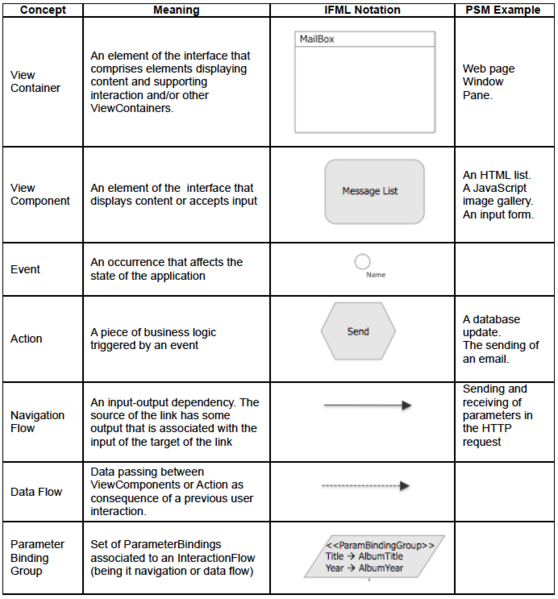 Concept Meaning IFML Notation PSM Example
View
Container
An element of the interface that
comprises elements displaying
content and supporting
interaction and/or other
ViewContainers.
MailBox
Web page
Window
Pane.
View
Component
An element of the interface that
displays content or accepts input
Message List
An HTML list.
A JavaScript
image gallery.
An input form.
Event
An occurrence that affects the
state of the application
Name
Action
A piece of business logic
triggered by an event
Send
A database
update.
The sending of
an email.
Navigation
Flow
An input-output dependency. The
source of the link has some
output that is associated with the
input of the target of the link
Sending and
receiving of
parameters in
the HTTP
request
Data Flow
Data passing between
ViewComponents or Action as
consequence of a previous user
interaction.
Parameter
Binding
Group
Set of ParameterBindings
associated to an InteractionFlow
(being it navigation or data flow)
<<ParamBindingGroup>>
Title → AlbumTitle
Year → AlbumYear